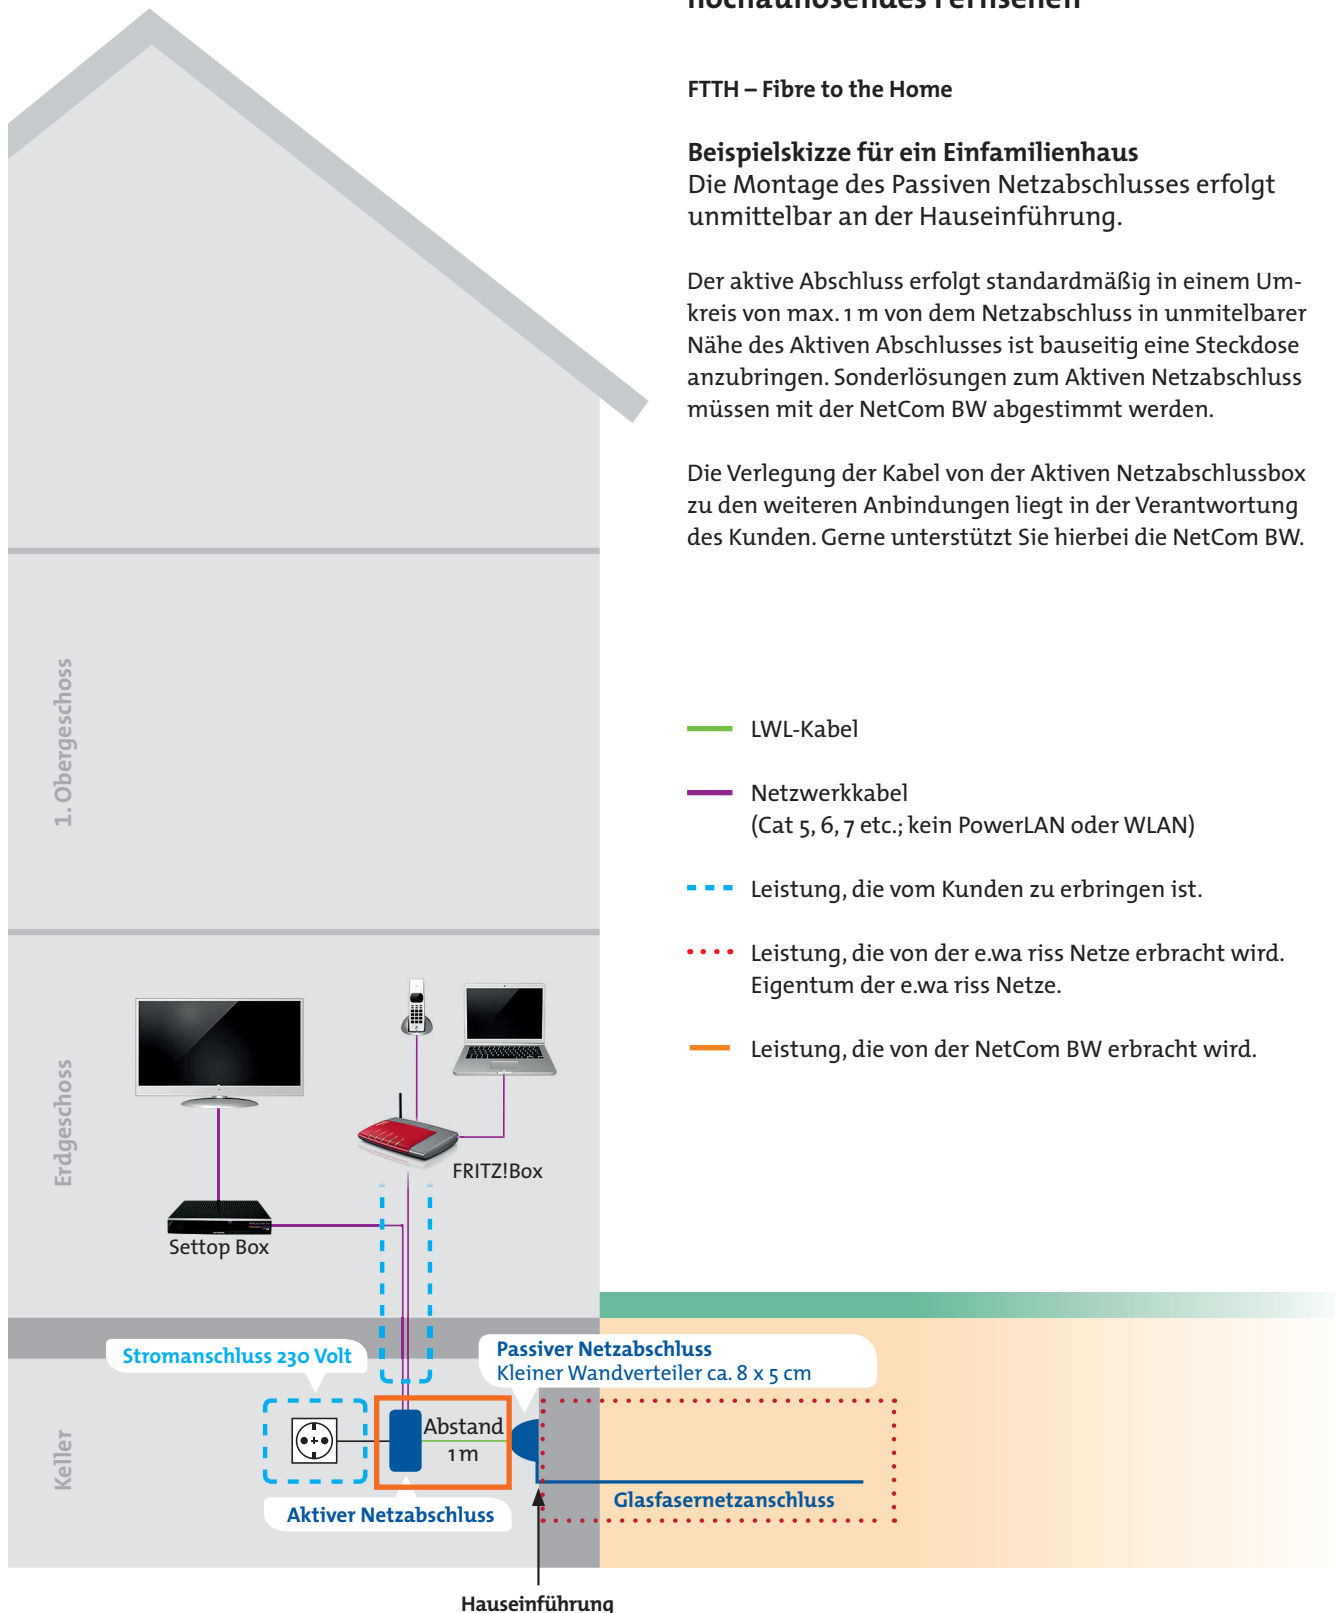 hochauflösendes Fernsehen
FTTH – Fibre to the Home
Beispielskizze für ein Einfamilienhaus
Die Montage des Passiven Netzabschlusses erfolgt
unmittelbar an der Hauseinführung.
Der aktive Abschluss erfolgt standardmäßig in einem Um-
kreis von max. 1 m von dem Netzabschluss in unmitelbarer
Nähe des Aktiven Abschlusses ist bauseitig eine Steckdose
anzubringen. Sonderlösungen zum Aktiven Netzabschluss
müssen mit der NetCom BW abgestimmt werden.
Die Verlegung der Kabel von der Aktiven Netzabschlussbox
zu den weiteren Anbindungen liegt in der Verantwortung
des Kunden. Gerne unterstützt Sie hierbei die NetCom BW.
LWL-Kabel
Netzwerkkabel
(Cat 5, 6, 7 etc.; kein PowerLAN oder WLAN)
Leistung, die vom Kunden zu erbringen ist.
Leistung, die von der e.wa riss Netze erbracht wird.
Eigentum der e.wa riss Netze.
Leistung, die von der NetCom BW erbracht wird.
1. Obergeschoss
Erdgeschoss
FRITZ!Box
Settop Box
Keller
Stromanschluss 230 Volt
Passiver Netzabschluss
Kleiner Wandverteiler ca. 8 x 5 cm
Abstand
1 m
Aktiver Netzabschluss
Glasfasernetzanschluss
Hauseinführung